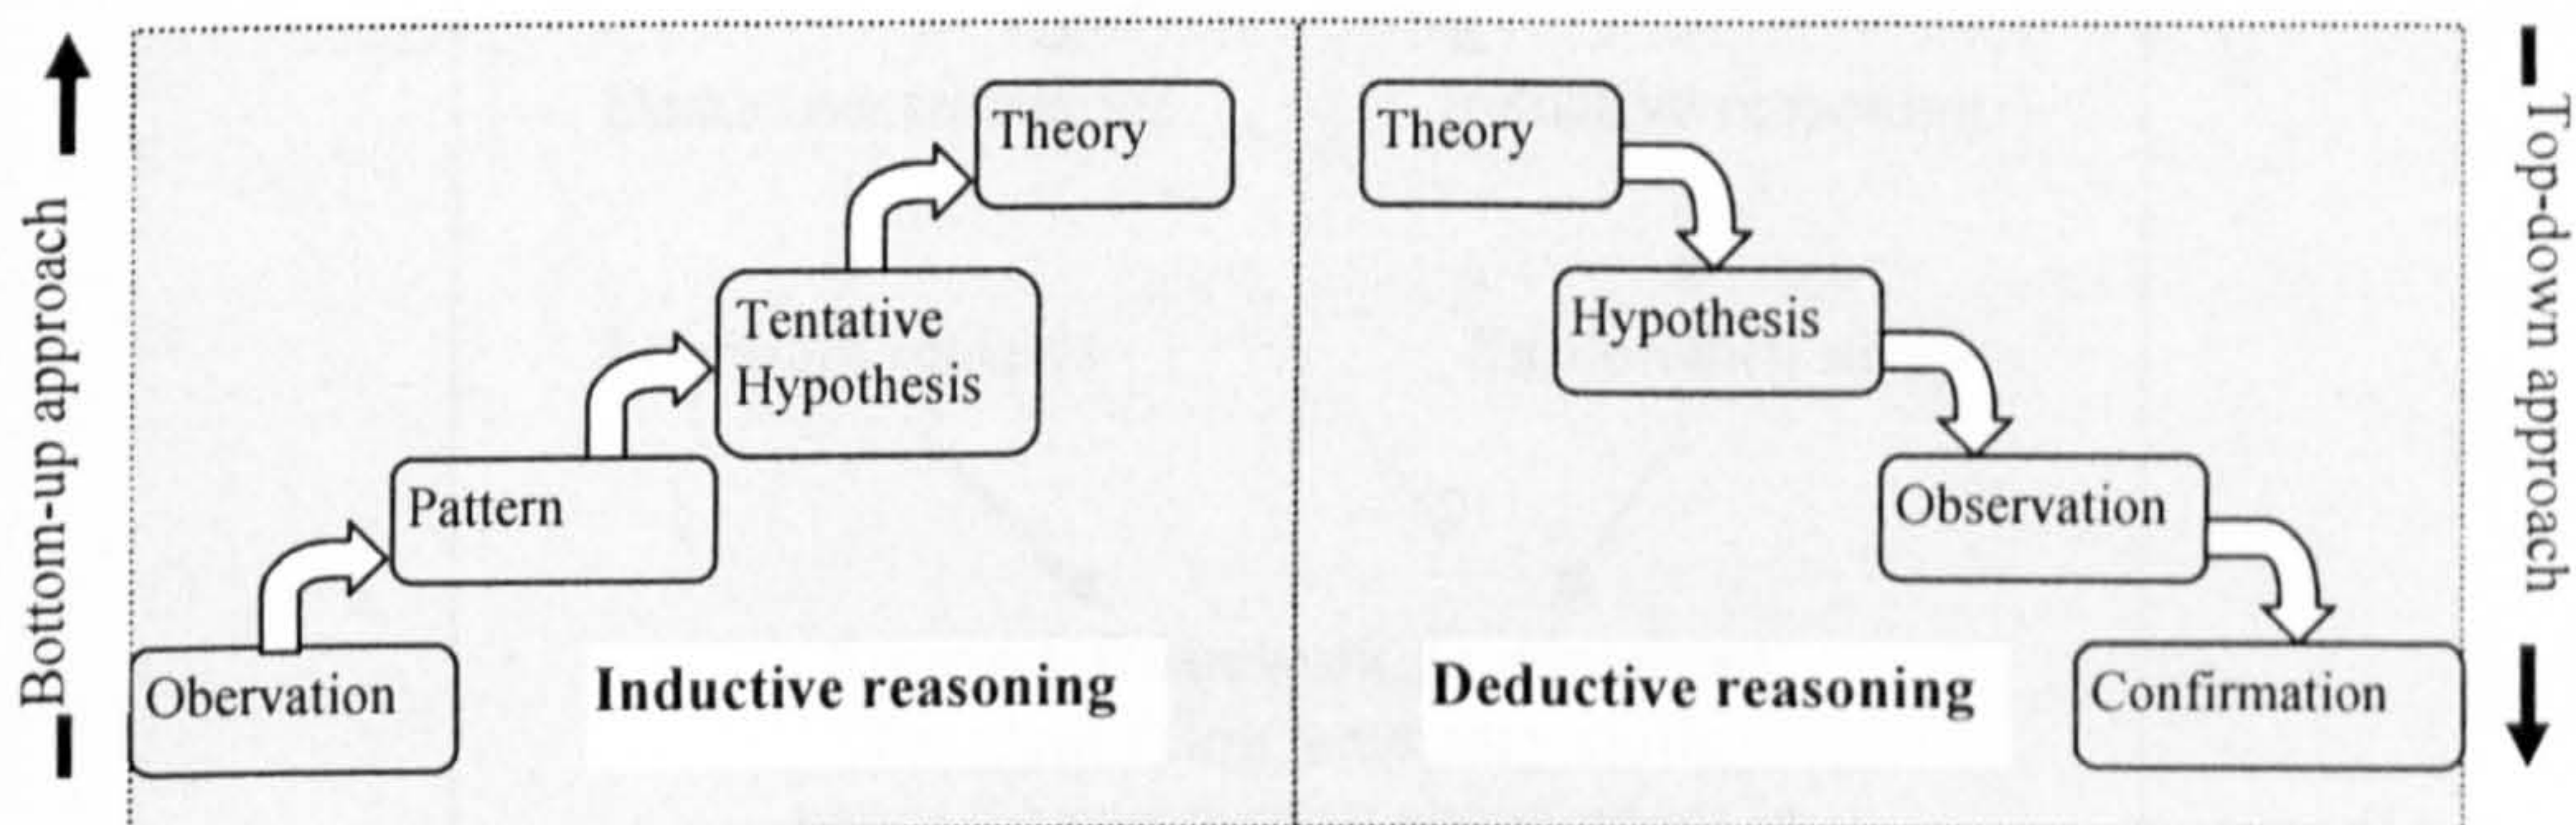 Bottom-up approach
Theory
Tentative
Hypothesis
Pattern
Obervation
Inductive reasoning
Theory
Hypothesis
Observation
Confirmation
Deductive reasoning
Top-down approach